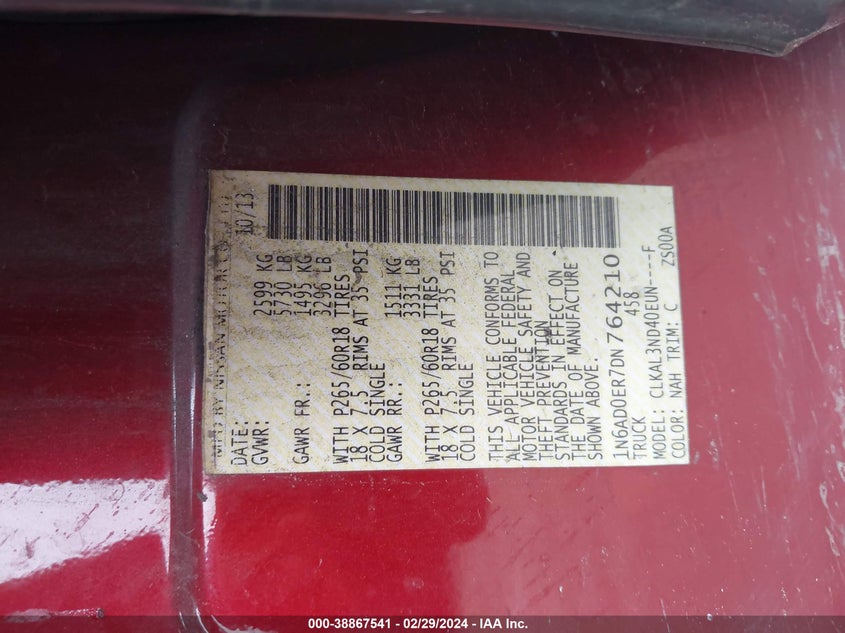 MFD BY NISSAN MOTOR CO., LTD.
DATE: 10/13
GVWR: 2599 KG
5730 LB
GAWR FR.: 1495 KG
3296 LB
WITH P265/60R18 TIRES
18 X 7.5 RIMS AT 35 PSI
COLD SINGLE
GAWR RR.: 1511 KG
3331 LB
WITH P265/60R18 TIRES
18 X 7.5 RIMS AT 35 PSI
COLD SINGLE
THIS VEHICLE CONFORMS TO
ALL APPLICABLE FEDERAL
MOTOR VEHICLE SAFETY AND
THEFT PREVENTION
STANDARDS IN EFFECT ON
THE DATE OF MANUFACTURE
SHOWN ABOVE.
1N6AD0ER7DN764210
TRUCK 458
MODEL: CLKAL3ND40EUN----F
COLOR: NAH TRIM: C ZS00A
000-38867541 - 02/29/2024 - IAA Inc.